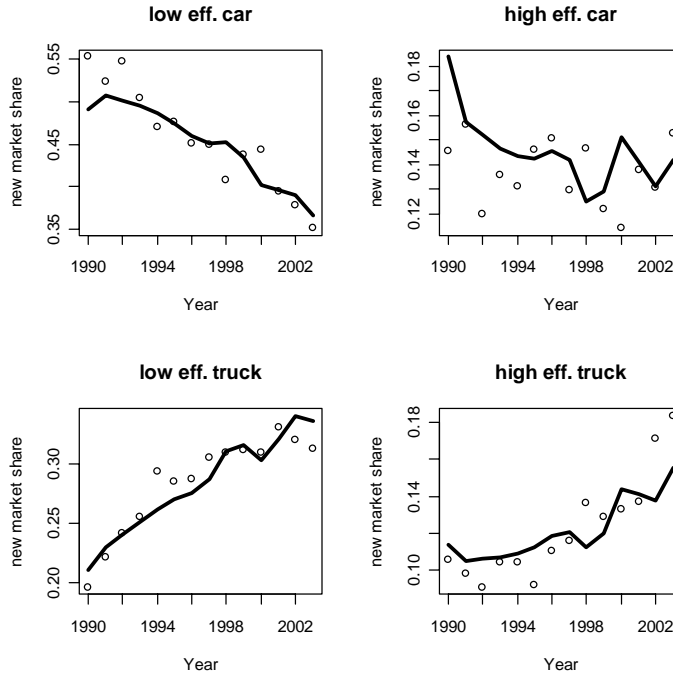 low eff. car
new market share
0.35 0.45 0.55
1990 1994 1998 2002
Year
high eff. car
new market share
0.12 0.14 0.16 0.18
1990 1994 1998 2002
Year
low eff. truck
new market share
0.20 0.25 0.30
1990 1994 1998 2002
Year
high eff. truck
new market share
0.10 0.14 0.18
1990 1994 1998 2002
Year